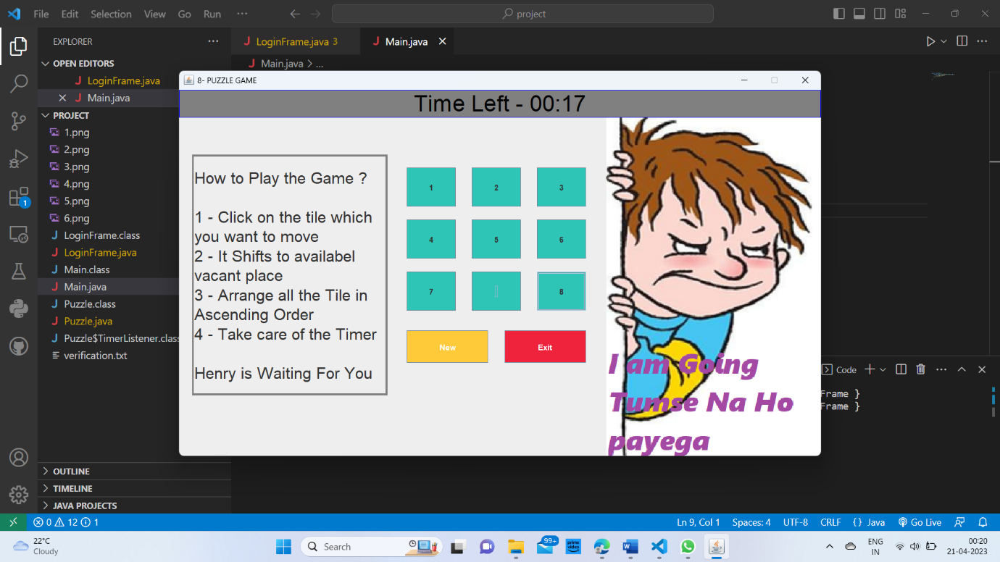 File Edit Selection View Go Run ··· project
EXPLORER ···
LoginFrame.java 3
Main.java
OPEN EDITORS
Main.java > ...
LoginFrame.java
Main.java
PROJECT
1.png
2.png
3.png
4.png
5.png
6.png
LoginFrame.class
LoginFrame.java
Main.class
Main.java
Puzzle.class
Puzzle.java
Puzzle$TimerListener.class
verification.txt
OUTLINE
TIMELINE
JAVA PROJECTS
8- PUZZLE GAME
Time Left - 00:17
How to Play the Game ?
1 - Click on the tile which
you want to move
2 - It Shifts to availabel
vacant place
3 - Arrange all the Tile in
Ascending Order
4 - Take care of the Timer
Henry is Waiting For You
1 2 3
4 5 6
7 8
New Exit
I am Going
Tumse Na Ho
payega
Code
Frame }
Frame }
1
0 12 1
Ln 9, Col 1 Spaces: 4 UTF-8 CRLF {} Java Go Live
22°C
Cloudy
Search
99+
prime video
ENG
IN
00:20
21-04-2023